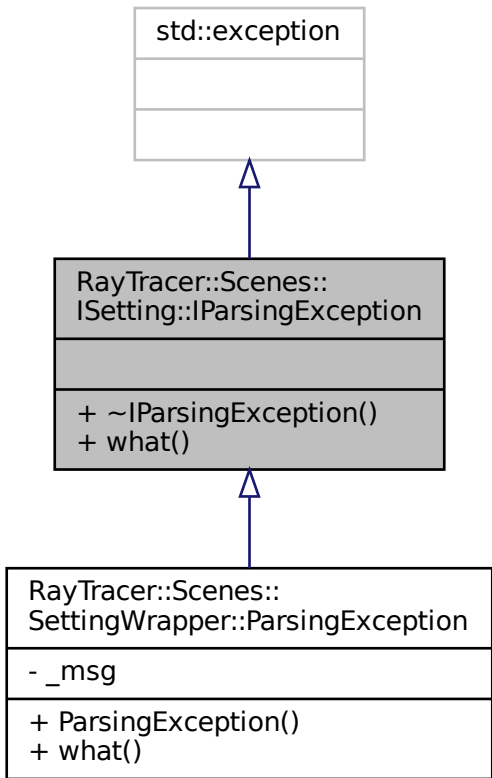 std::exception
RayTracer::Scenes::
ISetting::IParsingException
+ ~IParsingException()
+ what()
RayTracer::Scenes::
SettingWrapper::ParsingException
- _msg
+ ParsingException()
+ what()